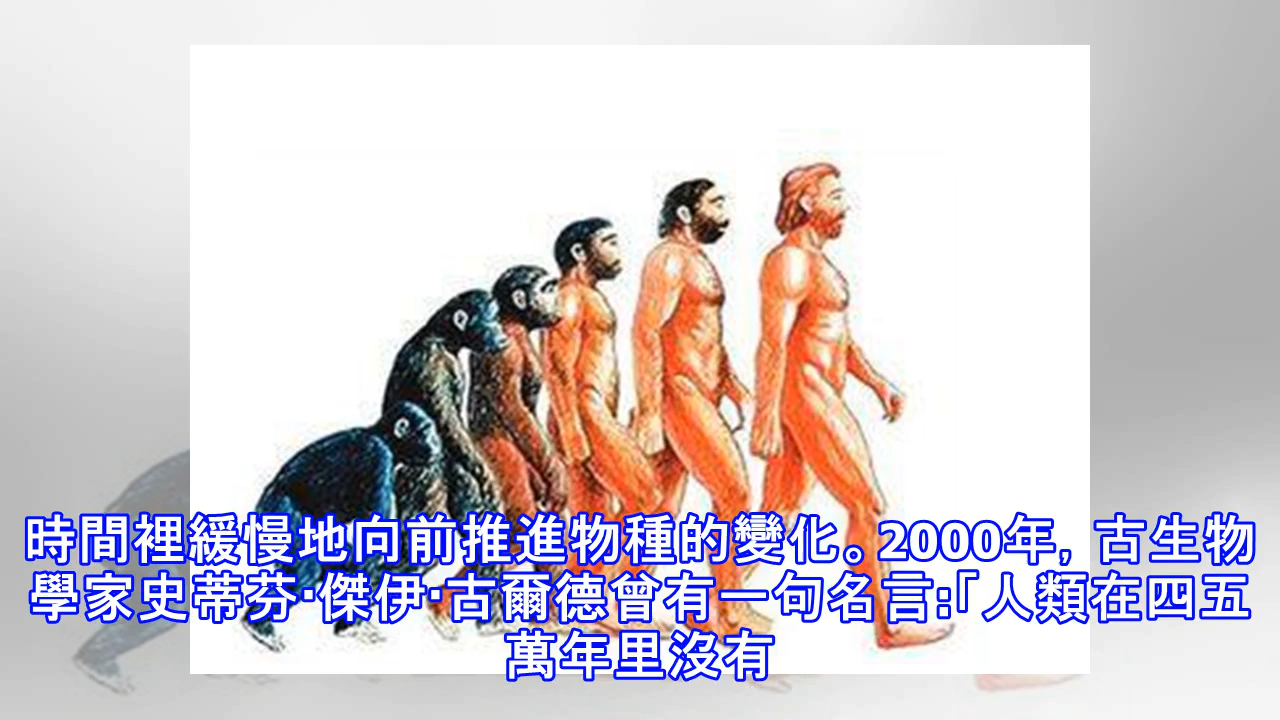 時間裡緩慢地向前推進物種的變化。2000年, 古生物
學家史蒂芬·傑伊·古爾德曾有一句名言:「人類在四五
萬年里沒有